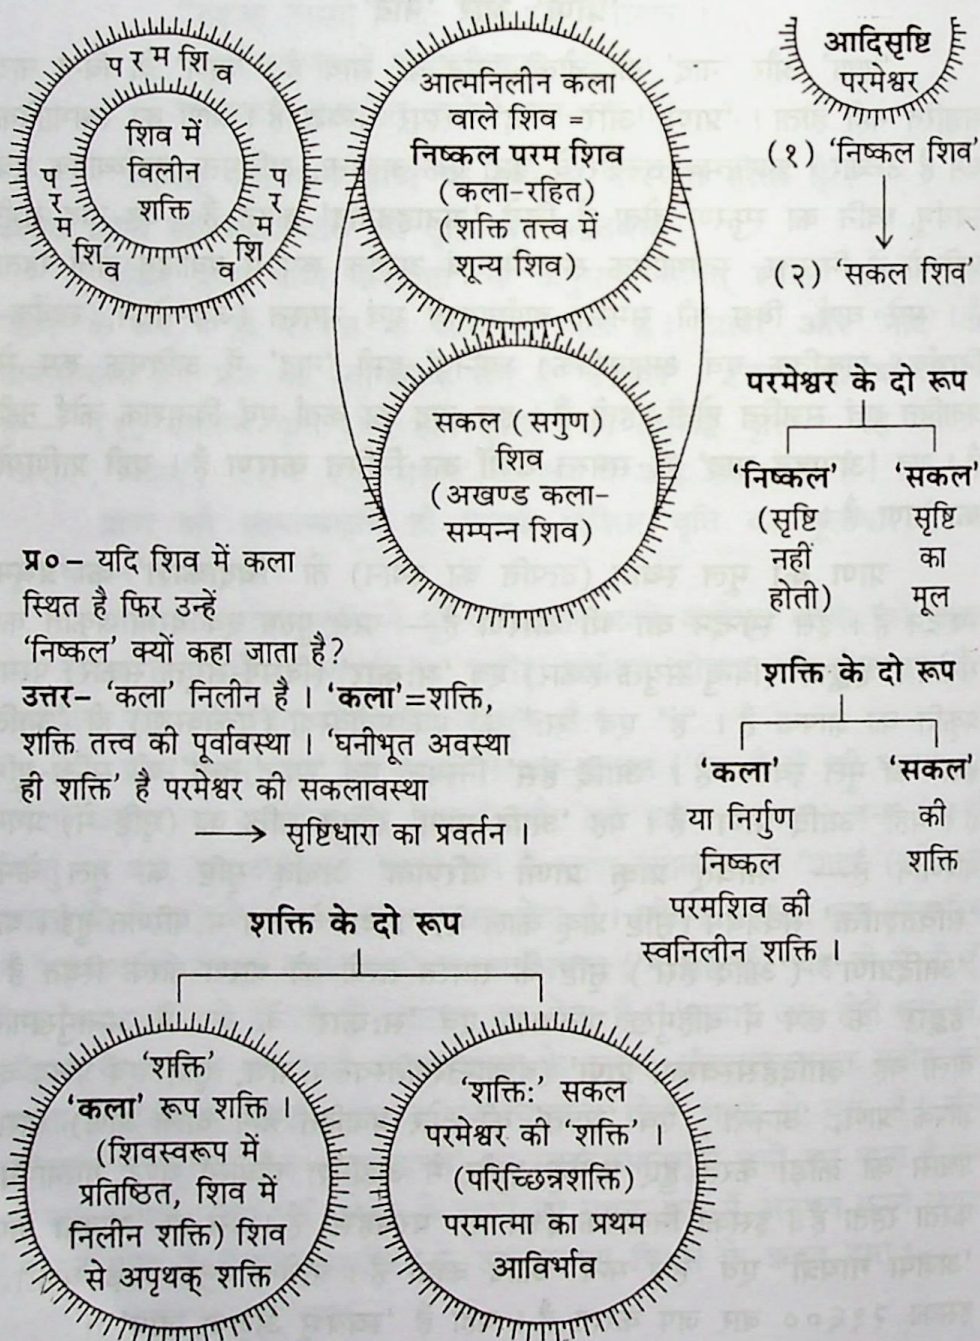 प र म शि व
शिव में
विलीन
शक्ति
प र म शि व
प र म शि व
आत्मनिलीन कला
वाले शिव–
निष्कल परम शिव
(कला-रहित)
(शक्ति तत्त्व में
शून्य शिव)
सकल (सगुण)
शिव
(अखण्ड कला-
सम्पन्न शिव)
आदिसृष्टि
परमेश्वर
(१) ‘निष्कल शिव’
(२) ‘सकल शिव’
परमेश्वर के दो रूप
‘निष्कल’ ‘सकल’
(सृष्टि सृष्टि
नहीं का
होती) मूल
प्र०– यदि शिव में कला
स्थित है फिर उन्हें
‘निष्कल’ क्यों कहा जाता है?
उत्तर– ‘कला’ निलीन है। ‘कला’=शक्ति,
शक्ति तत्त्व की पूर्वावस्था। ‘घनीभूत अवस्था
ही शक्ति’ है परमेश्वर की सकलावस्था
⟶ सृष्टिधारा का प्रवर्तन।
शक्ति के दो रूप
‘कला’ ‘सकल’
या निर्गुण की
निष्कल शक्ति
परमशिव की
स्वनिलीन शक्ति।
शक्ति के दो रूप
‘शक्ति’
‘कला’ रूप शक्ति।
(शिवस्वरूप में
प्रतिष्ठित, शिव में
निलीन शक्ति) शिव
से अपृथक् शक्ति
‘शक्ति:’ सकल
परमेश्वर की ‘शक्ति’।
(परिच्छिन्नशक्ति)
परमात्मा का प्रथम
आविर्भाव